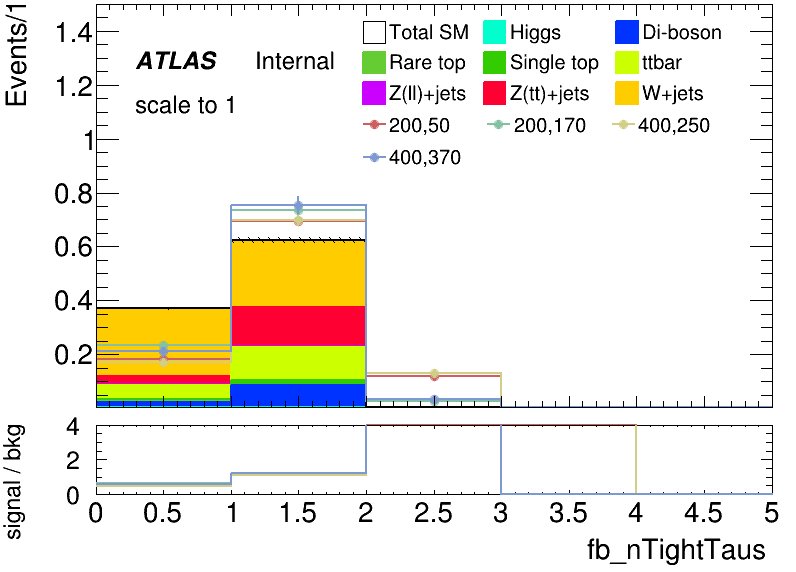 Events/1
1.4
1.2
1
0.8
0.6
0.4
0.2
ATLAS Internal
scale to 1
Total SM Higgs Di-boson
Rare top Single top ttbar
Z(ll)+jets Z(tt)+jets W+jets
200,50 200,170 400,250
400,370
signal / bkg
4
2
0
0 0.5 1 1.5 2 2.5 3 3.5 4 4.5 5
fb_nTightTaus